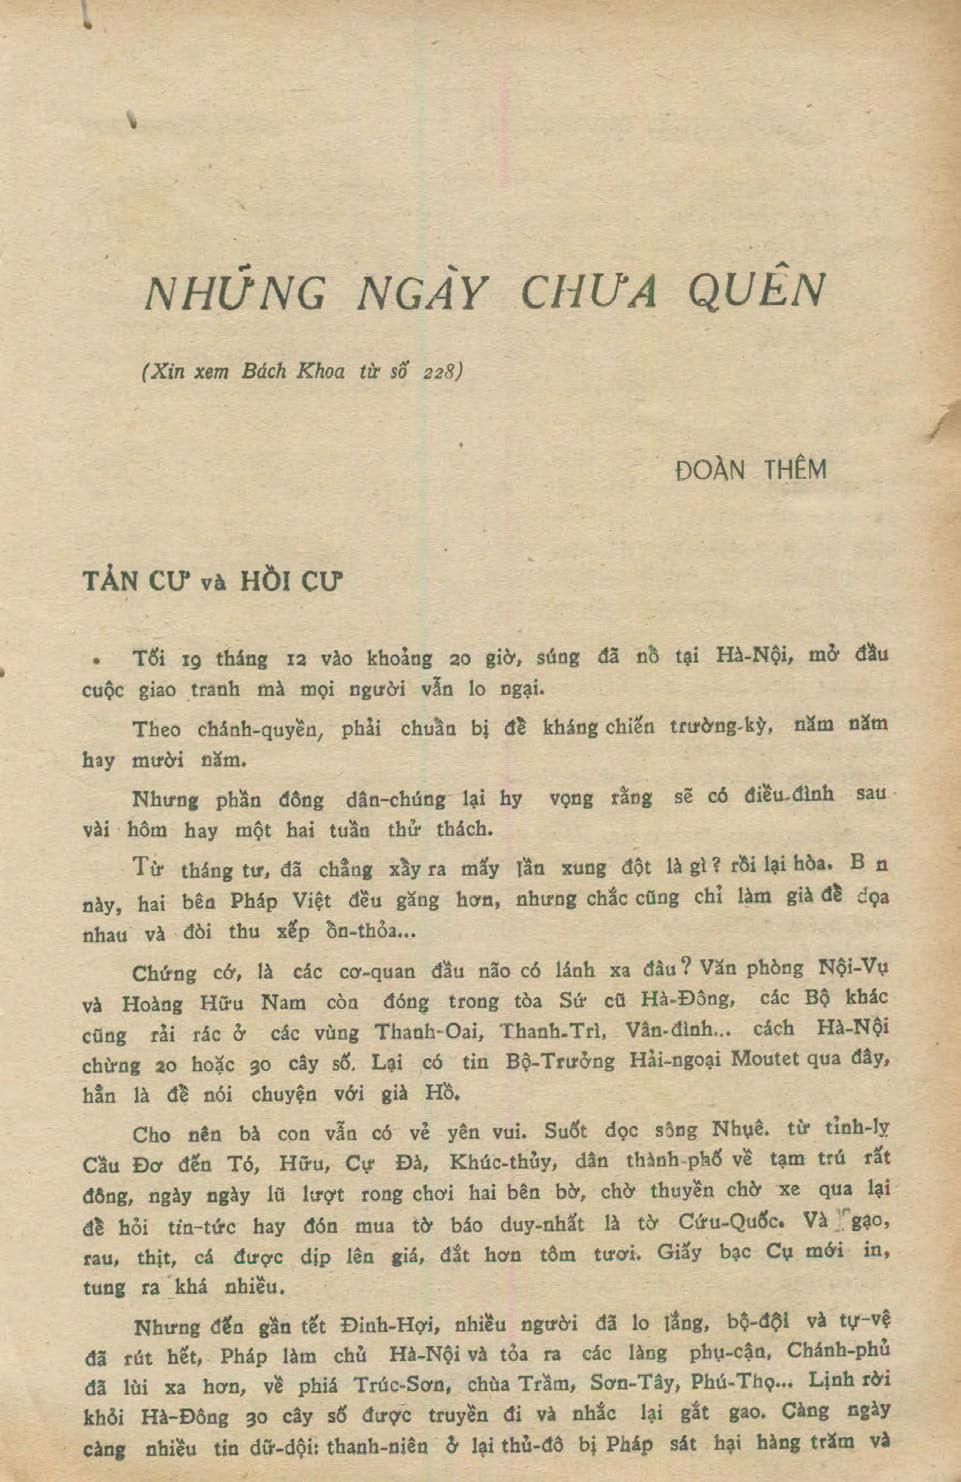 NHỮNG NGÀY CHƯA QUÊN
(Xin xem Bách Khoa từ số 228)
ĐOÀN THÊM
TẢN CƯ và HỒI CƯ
• Tối 19 tháng 12 vào khoảng 20 giờ, súng đã nổ tại Hà-Nội, mở đầu
cuộc giao tranh mà mọi người vẫn lo ngại.
Theo chánh-quyền, phải chuẩn bị để kháng chiến trường-kỳ, năm năm
hay mười năm.
Nhưng phần đông dân-chúng lại hy vọng rằng sẽ có điều-đình sau
vài hôm hay một hai tuần thử thách.
Từ tháng tư, đã chẳng xẩy ra mấy lần xung đột là gì? rồi lại hòa. B n
này, hai bên Pháp Việt đều găng hơn, nhưng chắc cũng chỉ làm già để dọa
nhau và đòi thu xếp ổn-thỏa...
Chứng cớ, là các cơ-quan đầu não có lánh xa đâu? Văn phòng Nội-Vụ
và Hoàng Hữu Nam còn đóng trong tòa Sứ cũ Hà-Đông, các Bộ khác
cũng rải rác ở các vùng Thanh-Oai, Thanh-Trì, Vân-đình... cách Hà-Nội
chừng 20 hoặc 30 cây số. Lại có tin Bộ-Trưởng Hải-ngoại Moutet qua đây,
hẳn là để nói chuyện với già Hồ.
Cho nên bà con vẫn có vẻ yên vui. Suốt dọc sông Nhuệ. từ tỉnh-lỵ
Cầu Đơ đến Tó, Hữu, Cự Đà, Khúc-thủy, dân thành-phố về tạm trú rất
đông, ngày ngày lũ lượt rong chơi hai bên bờ, chờ thuyền chờ xe qua lại
để hỏi tin-tức hay đón mua tờ báo duy-nhất là tờ Cứu-Quốc. Và gạo,
rau, thịt, cá được dịp lên giá, đắt hơn tôm tươi. Giấy bạc Cụ mới in,
tung ra khá nhiều.
Nhưng đến gần tết Đinh-Hợi, nhiều người đã lo lắng, bộ-đội và tự-vệ
đã rút hết, Pháp làm chủ Hà-Nội và tỏa ra các làng phụ-cận, Chánh-phủ
đã lùi xa hơn, về phiá Trúc-Sơn, chùa Trầm, Sơn-Tây, Phú-Thọ... Lịnh rời
khỏi Hà-Đông 30 cây số được truyền đi và nhắc lại gắt gao. Càng ngày
càng nhiều tin dữ-dội: thanh-niên ở lại thủ-đô bị Pháp sát hại hàng trăm và